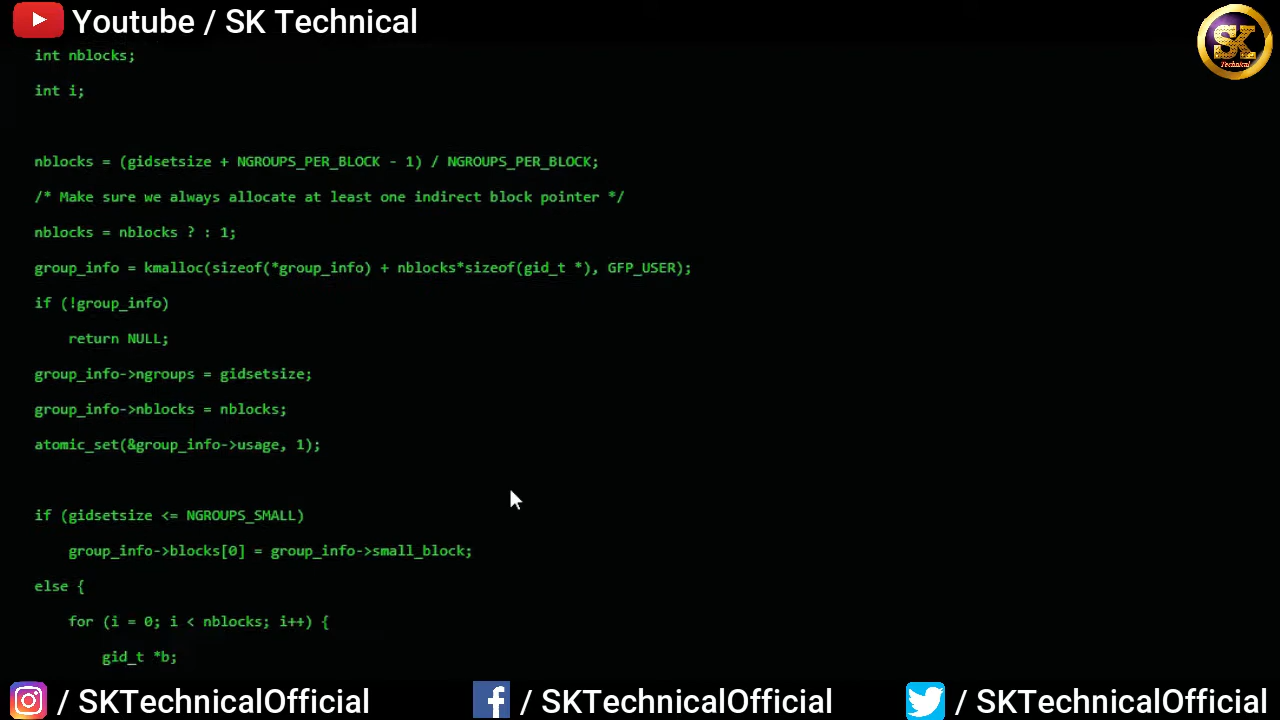 Youtube / SK Technical
SK
Technical
int nblocks;
int i;
nblocks = (gidsetsize + NGROUPS_PER_BLOCK - 1) / NGROUPS_PER_BLOCK;
/* Make sure we always allocate at least one indirect block pointer */
nblocks = nblocks ? : 1;
group_info = kmalloc(sizeof(*group_info) + nblocks*sizeof(gid_t *), GFP_USER);
if (!group_info)
return NULL;
group_info->ngroups = gidsetsize;
group_info->nblocks = nblocks;
atomic_set(&group_info->usage, 1);
if (gidsetsize <= NGROUPS_SMALL)
group_info->blocks[0] = group_info->small_block;
else {
for (i = 0; i < nblocks; i++) {
gid_t *b;
/ SKTechnicalOfficial
/ SKTechnicalOfficial
/ SKTechnicalOfficial